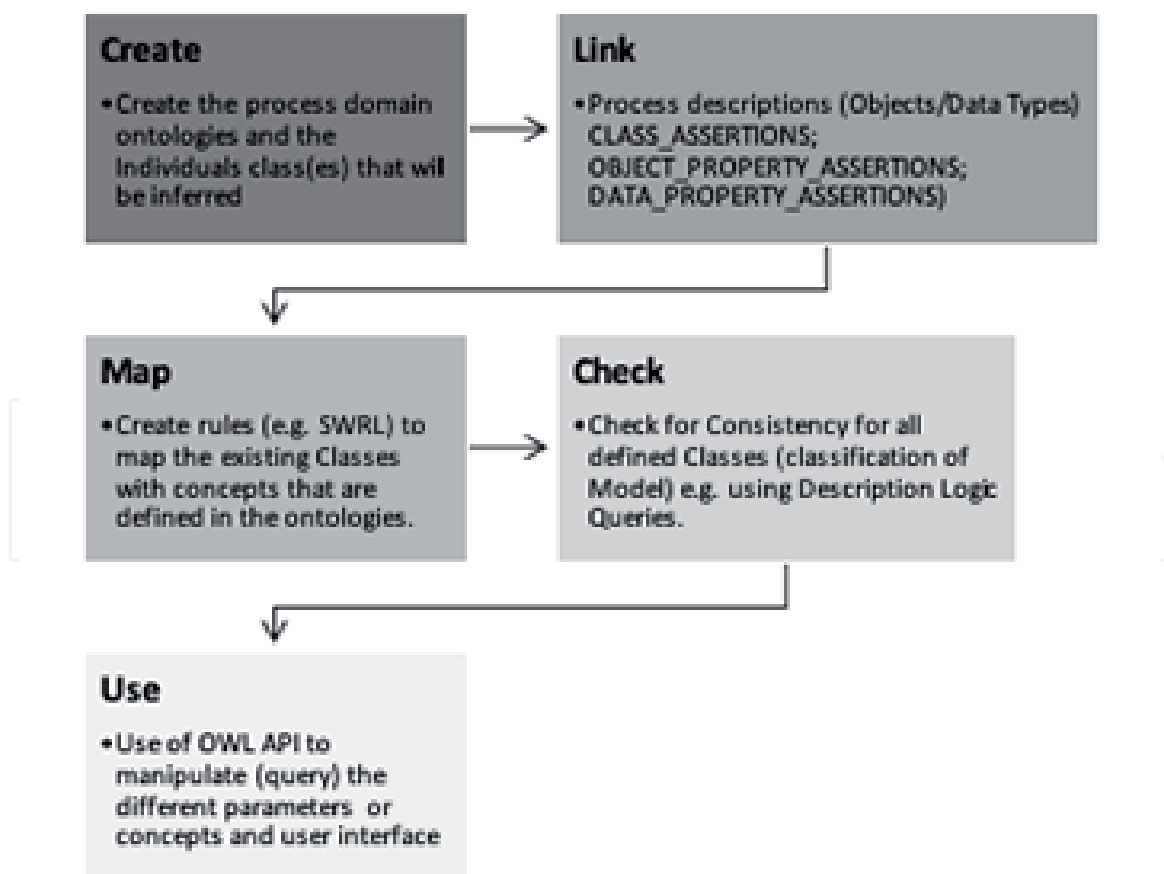 Create
•Create the process domain
ontologies and the
Individuals class(es) that will
be inferred
Link
•Process descriptions (Objects/Data Types)
CLASS_ASSERTIONS;
OBJECT_PROPERTY_ASSERTIONS;
DATA_PROPERTY_ASSERTIONS)
Map
•Create rules (e.g. SWRL) to
map the existing Classes
with concepts that are
defined in the ontologies.
Check
•Check for Consistency for all
defined Classes (classification of
Model) e.g. using Description Logic
Queries.
Use
•Use of OWL API to
manipulate (query) the
different parameters or
concepts and user interface